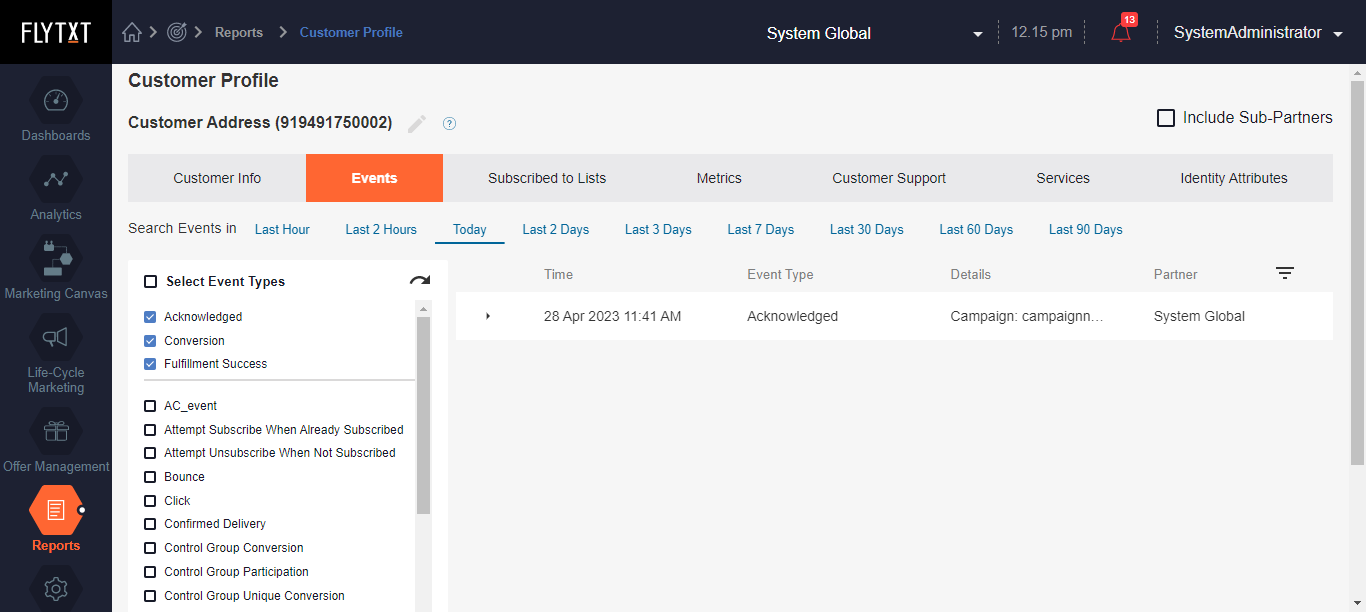 FLYTXT
Reports
Customer Profile
System Global
12.15 pm
13
SystemAdministrator
Dashboards
Analytics
Marketing Canvas
Life-Cycle
Marketing
Offer Management
Reports
Customer Profile
Customer Address (919491750002)
?
Include Sub-Partners
Customer Info
Events
Subscribed to Lists
Metrics
Customer Support
Services
Identity Attributes
Search Events in
Last Hour
Last 2 Hours
Today
Last 2 Days
Last 3 Days
Last 7 Days
Last 30 Days
Last 60 Days
Last 90 Days
Select Event Types
Acknowledged
Conversion
Fulfillment Success
AC_event
Attempt Subscribe When Already Subscribed
Attempt Unsubscribe When Not Subscribed
Bounce
Click
Confirmed Delivery
Control Group Conversion
Control Group Participation
Control Group Unique Conversion
Time
Event Type
Details
Partner
28 Apr 2023 11:41 AM
Acknowledged
Campaign: campaignn...
System Global